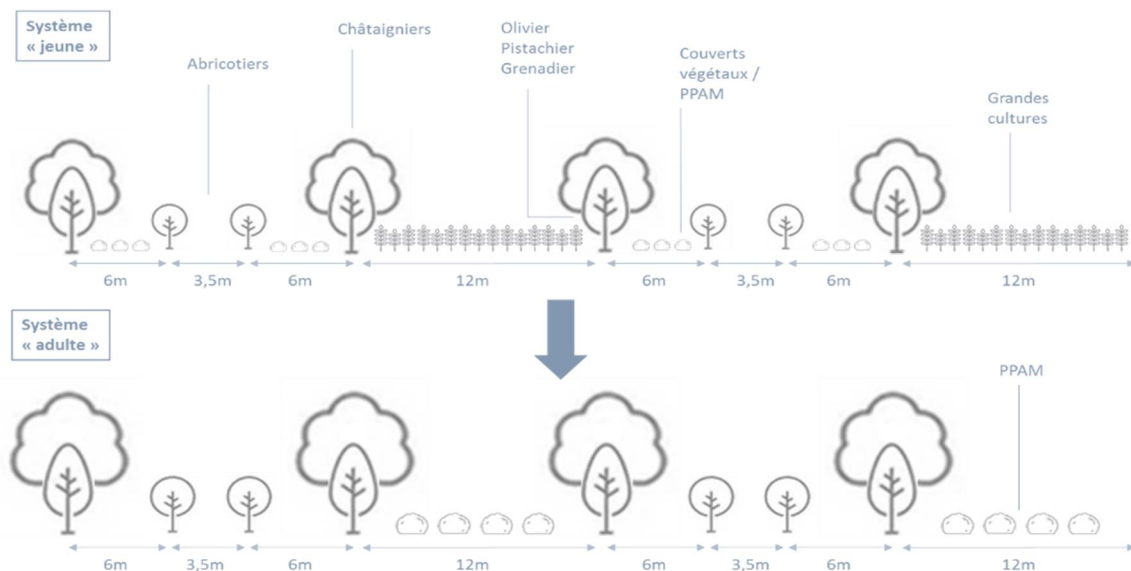 Système
« jeune »
Châtaigniers
Olivier
Pistachier
Grenadier
Abricotiers
Couverts
végétaux /
PPAM
Grandes
cultures
6m
3,5m
6m
12m
6m
3,5m
6m
12m
Système
« adulte »
PPAM
6m
3,5m
6m
12m
6m
3,5m
6m
12m